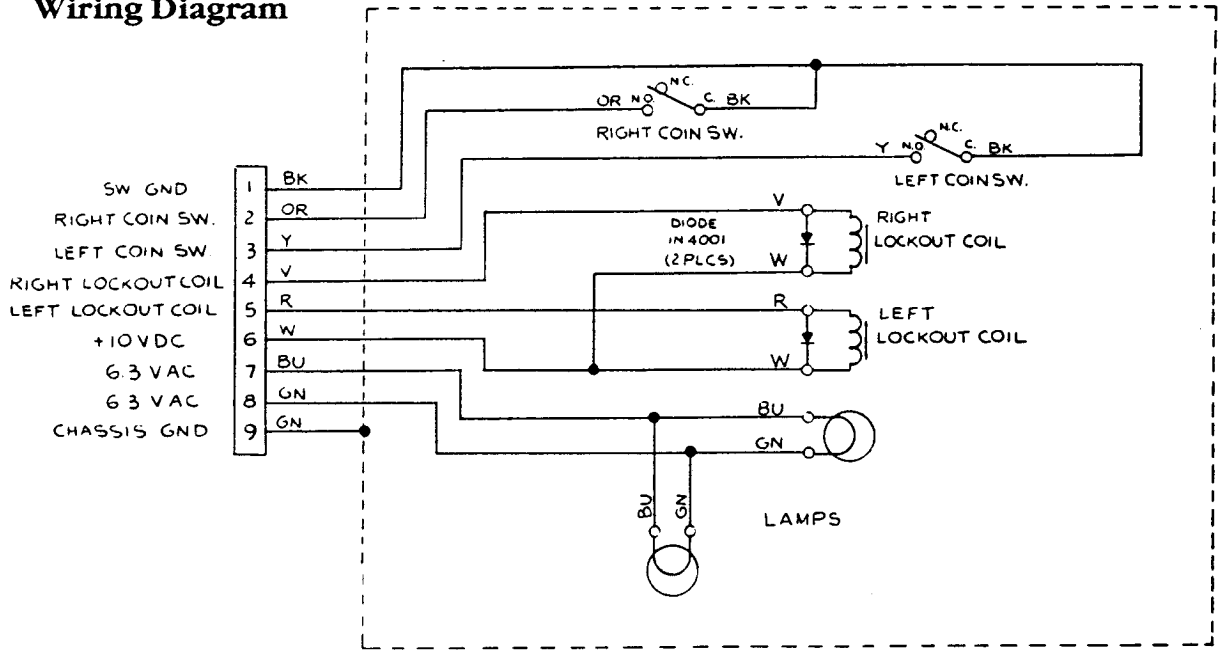 Wiring Diagram
N.C.
OR N.O. C. BK
RIGHT COIN SW.
N.C.
Y N.O. C. BK
LEFT COIN SW.
SW GND 1 BK
RIGHT COIN SW. 2 OR
LEFT COIN SW. 3 Y
RIGHT LOCKOUT COIL 4 V
LEFT LOCKOUT COIL 5 R
+10VDC 6 W
6.3 VAC 7 BU
6 3 VAC 8 GN
CHASSIS GND 9 GN
V
DIODE
IN 4001
(2 PLCS)
W
RIGHT
LOCKOUT COIL
R
W
LEFT
LOCKOUT COIL
BU
GN
BU
GN
LAMPS